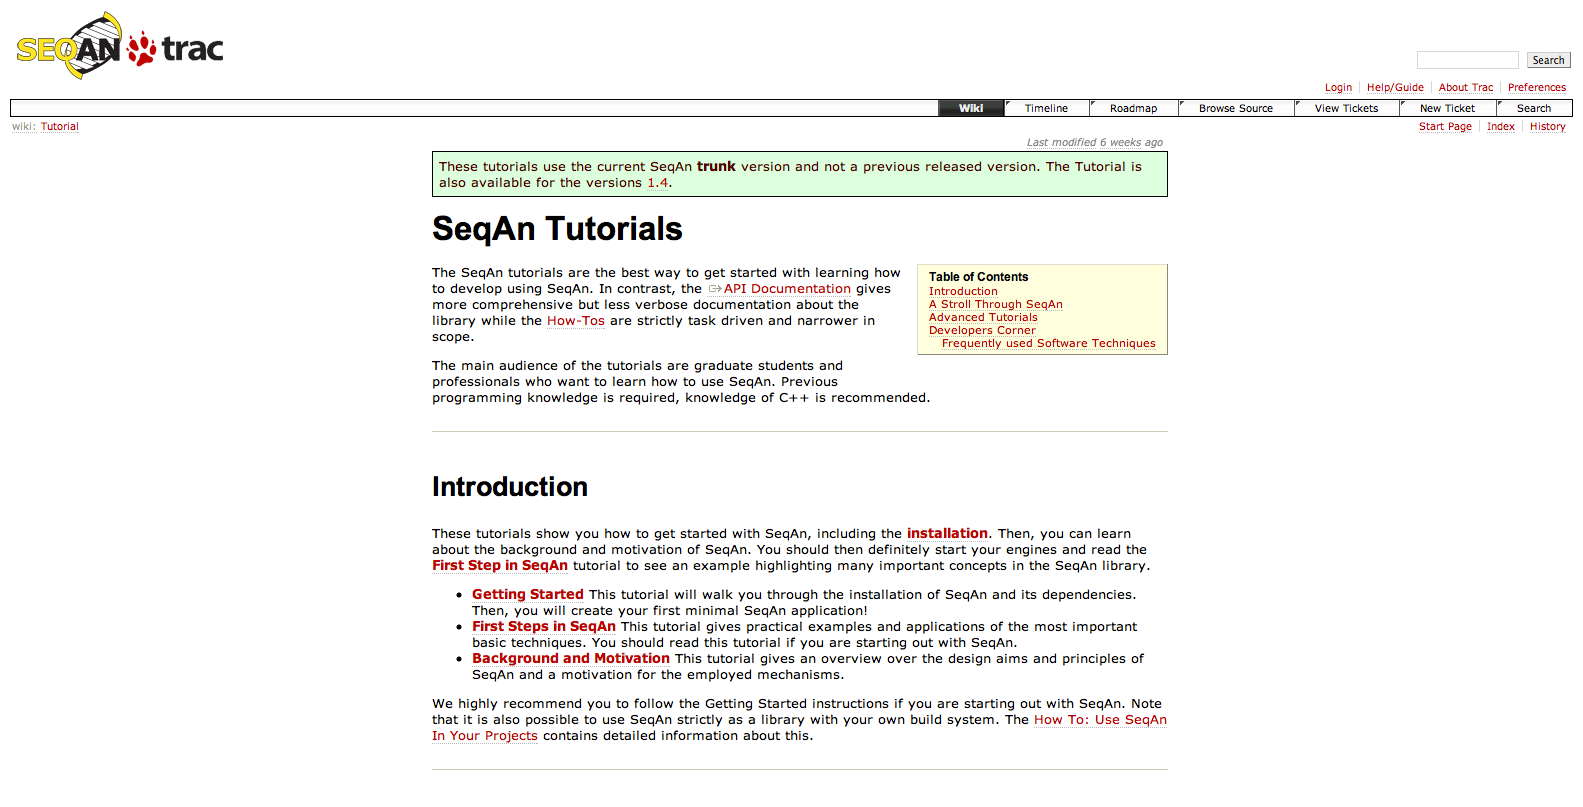 SEQAN trac
Search
Login Help/Guide About Trac Preferences
Wiki Timeline Roadmap Browse Source View Tickets New Ticket Search
wiki: Tutorial
Start Page Index History
Last modified 6 weeks ago
These tutorials use the current SeqAn trunk version and not a previous released version. The Tutorial is
also available for the versions 1.4.
SeqAn Tutorials
The SeqAn tutorials are the best way to get started with learning how
to develop using SeqAn. In contrast, the API Documentation gives
more comprehensive but less verbose documentation about the
library while the How-Tos are strictly task driven and narrower in
scope.
Table of Contents
Introduction
A Stroll Through SeqAn
Advanced Tutorials
Developers Corner
Frequently used Software Techniques
The main audience of the tutorials are graduate students and
professionals who want to learn how to use SeqAn. Previous
programming knowledge is required, knowledge of C++ is recommended.
Introduction
These tutorials show you how to get started with SeqAn, including the installation. Then, you can learn
about the background and motivation of SeqAn. You should then definitely start your engines and read the
First Step in SeqAn tutorial to see an example highlighting many important concepts in the SeqAn library.
• Getting Started This tutorial will walk you through the installation of SeqAn and its dependencies.
Then, you will create your first minimal SeqAn application!
• First Steps in SeqAn This tutorial gives practical examples and applications of the most important
basic techniques. You should read this tutorial if you are starting out with SeqAn.
• Background and Motivation This tutorial gives an overview over the design aims and principles of
SeqAn and a motivation for the employed mechanisms.
We highly recommend you to follow the Getting Started instructions if you are starting out with SeqAn. Note
that it is also possible to use SeqAn strictly as a library with your own build system. The How To: Use SeqAn
In Your Projects contains detailed information about this.